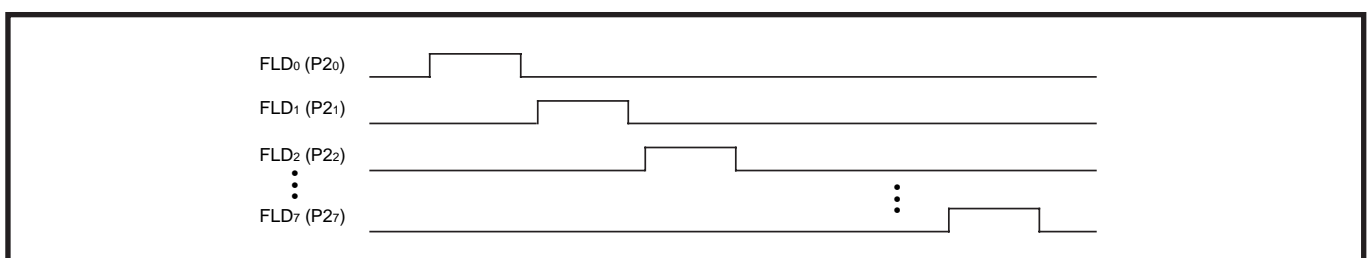 FLD₀ (P2₀)
FLD₁ (P2₁)
FLD₂ (P2₂)
FLD₇ (P2₇)